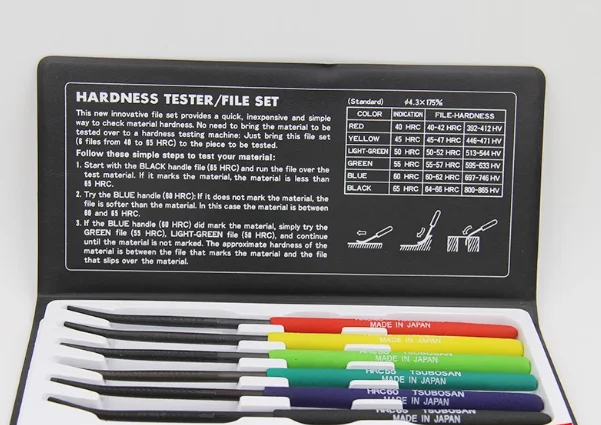 HARDNESS TESTER/FILE SET
This new innovative file set provides a quick, inexpensive and simple
way to check material hardness. No need to bring the material to be
tested over to a hardness testing machine: Just bring this file set
(6 files from 40 to 65 HRC) to the piece to be tested.
Follow these simple steps to test your material:
1. Start with the BLACK handle file (65 HRC) and run the file over the
test material. If it marks the material, the material is less than
65 HRC.
2. Try the BLUE handle (60 HRC): If it does not mark the material, the
file is softer than the material. In this case the material is between
60 and 65 HRC.
3. If the BLUE handle (60 HRC) did mark the material, simply try the
GREEN file (55 HRC), LIGHT-GREEN file (50 HRC), and continue
until the material is not marked. The approximate hardness of the
material is between the file that marks the material and the file
that slips over the material.
(Standard) φ4.3×175%
COLOR INDICATION FILE-HARDNESS
RED 40 HRC 40-42 HRC 392-412 HV
YELLOW 45 HRC 45-47 HRC 446-471 HV
LIGHT-GREEN 50 HRC 50-52 HRC 513-544 HV
GREEN 55 HRC 55-57 HRC 595-633 HV
BLUE 60 HRC 60-62 HRC 697-746 HV
BLACK 65 HRC 64-66 HRC 800-865 HV
MADE IN JAPAN
MADE IN JAPAN
TSUBOSAN
MADE IN JAPAN
HRC55 TSUBOSAN
MADE IN JAPAN
HRC60 TSUBOSAN
MADE IN JAPAN
HRC65 TSUBOSAN